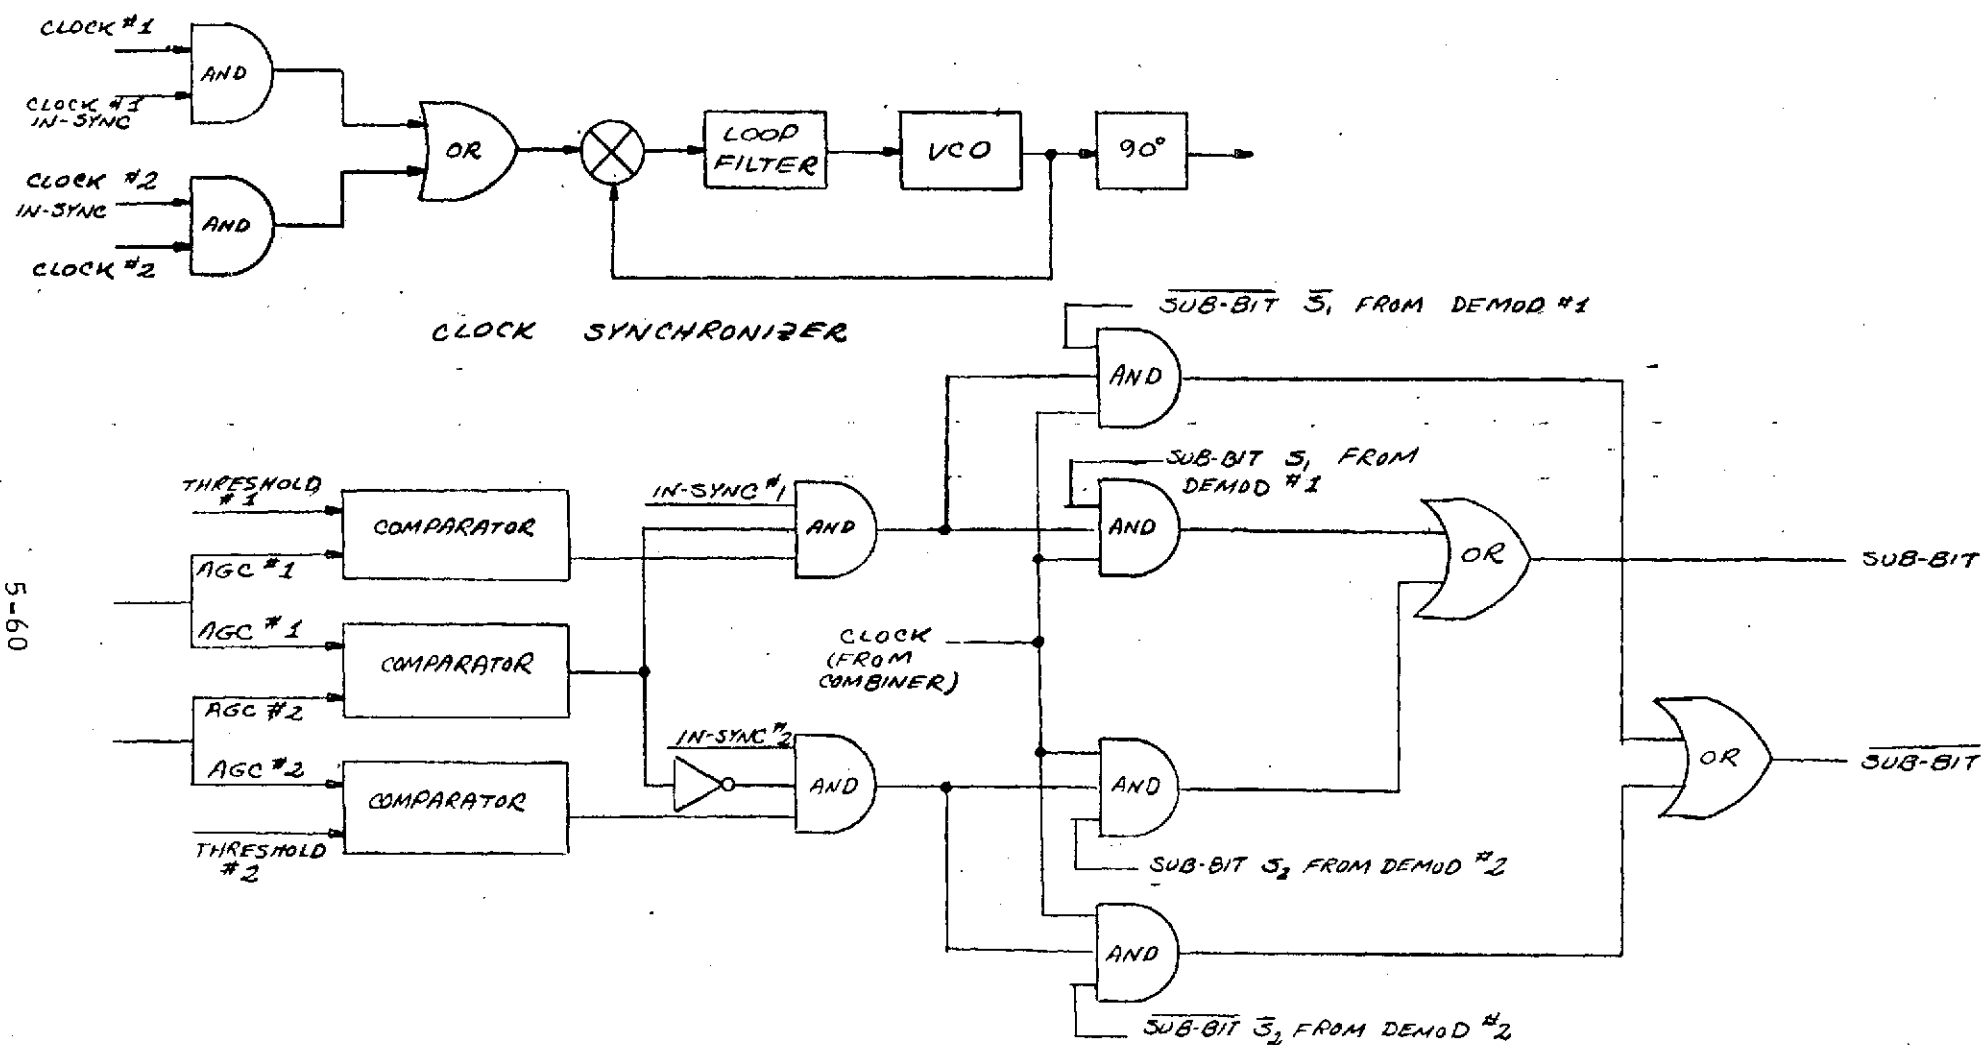 CLOCK #1
AND
CLOCK #1
IN-SYNC
OR
LOOP
FILTER
VCO
90°
CLOCK #2
IN-SYNC
AND
CLOCK #2
CLOCK SYNCHRONIZER
SUB-BIT S̅₁ FROM DEMOD #1
AND
SUB-BIT S₁ FROM
DEMOD #1
AND
THRESHOLD
#1
COMPARATOR
IN-SYNC #1
AND
OR
SUB-BIT
AGC #1
AGC #1
COMPARATOR
CLOCK
(FROM
COMBINER)
AGC #2
IN-SYNC #2
AGC #2
COMPARATOR
AND
AND
OR
SUB-BIT
THRESHOLD
#2
SUB-BIT S₂ FROM DEMOD #2
AND
SUB-BIT S̅₂ FROM DEMOD #2
5-60